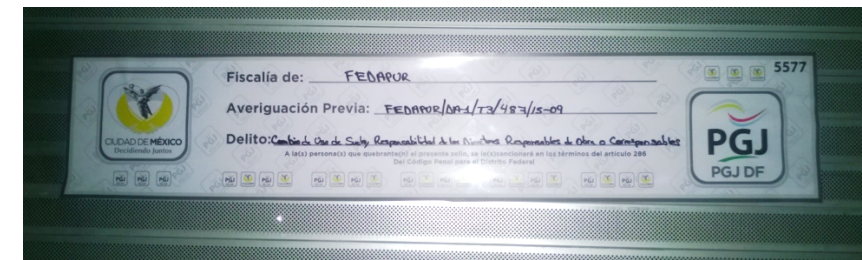 5577
Fiscalía de: FEDAPUR
Averiguación Previa: FEDAPUR/DA-1/T3/487/15-09
Delito: Cambio de Uso de Suelo, Responsabilidad de los Directores Responsables de Obra o Corresponsables
A la(s) persona(s) que quebrante(n) el presente sello, se le(s) sancionará en los términos del artículo 286
Del Código Penal para el Distrito Federal
CIUDAD DE MÉXICO
Decidiendo Juntos
PGJ
PGJ DF